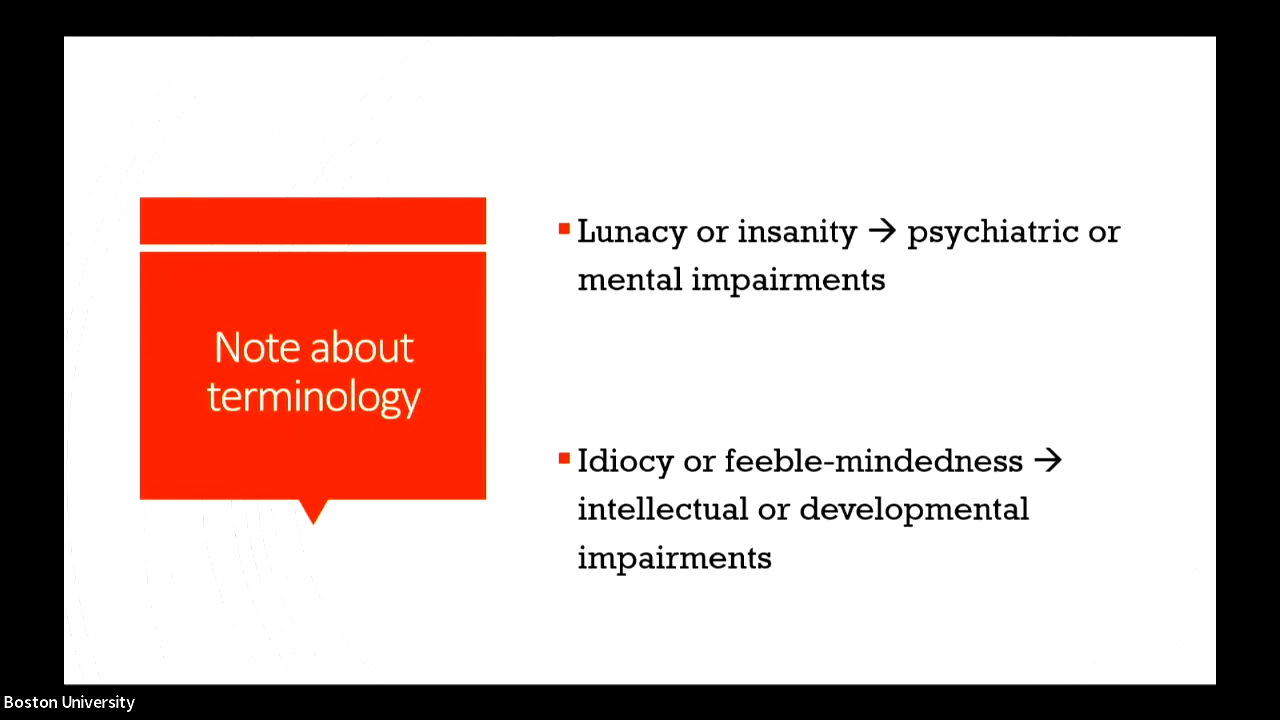 Note about
terminology
Lunacy or insanity → psychiatric or
mental impairments
Idiocy or feeble-mindedness →
intellectual or developmental
impairments
Boston University